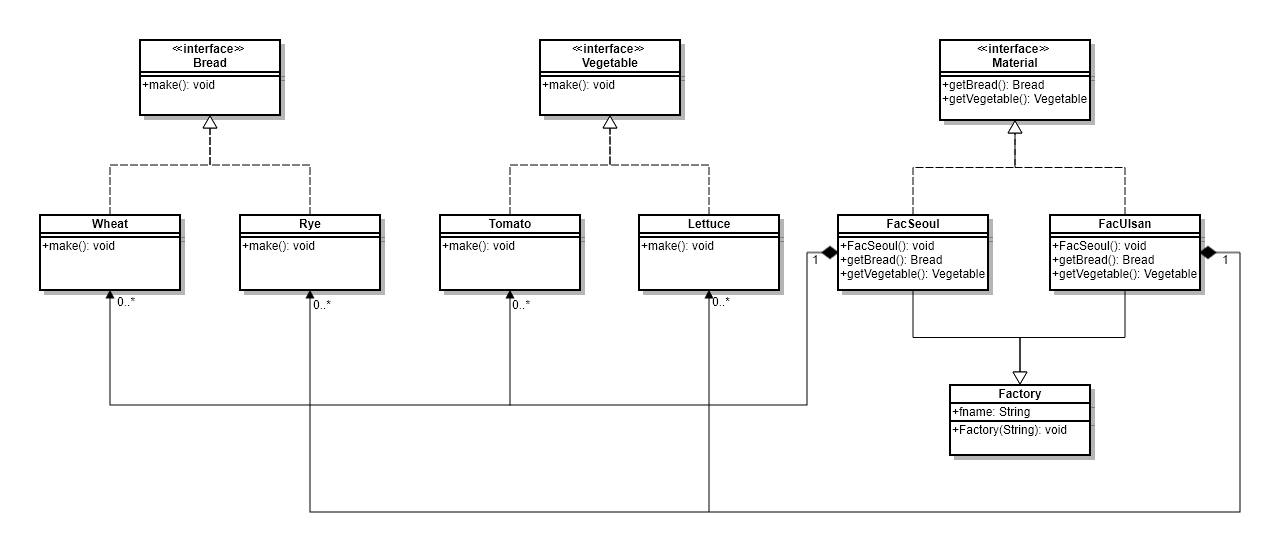 <<interface>>
Bread
+make(): void
<<interface>>
Vegetable
+make(): void
<<interface>>
Material
+getBread(): Bread
+getVegetable(): Vegetable
Wheat
+make(): void
Rye
+make(): void
Tomato
+make(): void
Lettuce
+make(): void
FacSeoul
+FacSeoul(): void
+getBread(): Bread
+getVegetable(): Vegetable
FacUlsan
+FacSeoul(): void
+getBread(): Bread
+getVegetable(): Vegetable
1
1
0..*
0..*
0..*
0..*
Factory
+fname: String
+Factory(String): void